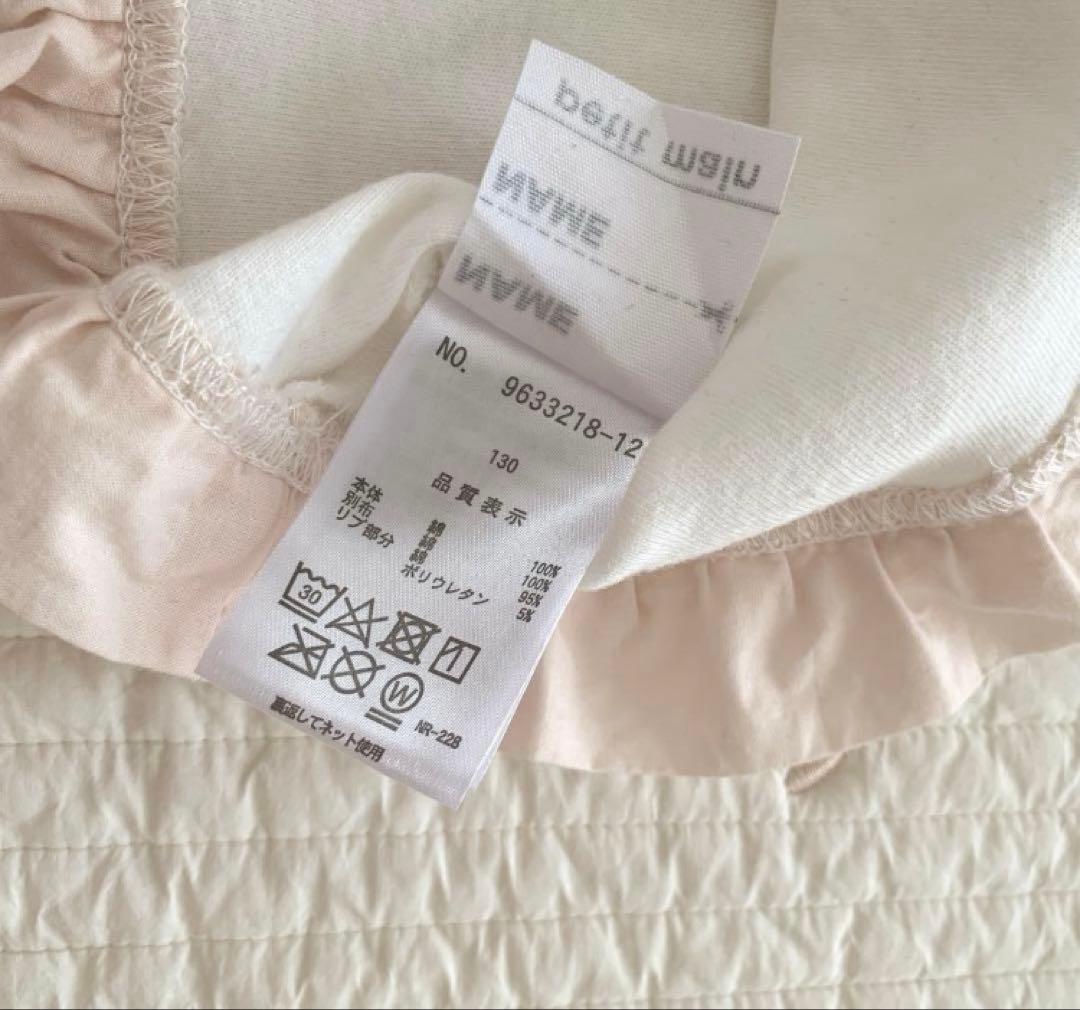 petit main
NAME
NAME
NO. 9633218-12
130
品質表示
本体 綿 100%
別布 綿 100%
リブ部分 綿 95%
ポリウレタン 5%
30
W
NR-228
裏返してネット使用